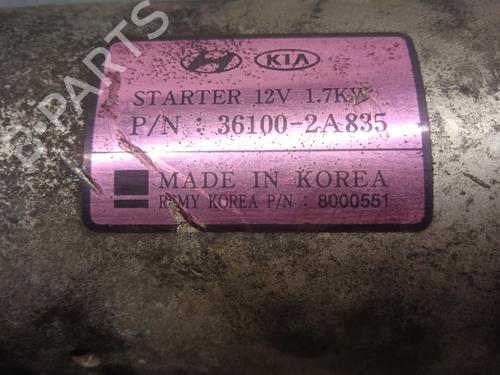 B-PARTS
KIA
STARTER 12V 1.7KW
P/N : 36100-2A835
MADE IN KOREA
REMY KOREA P/N : 8000551